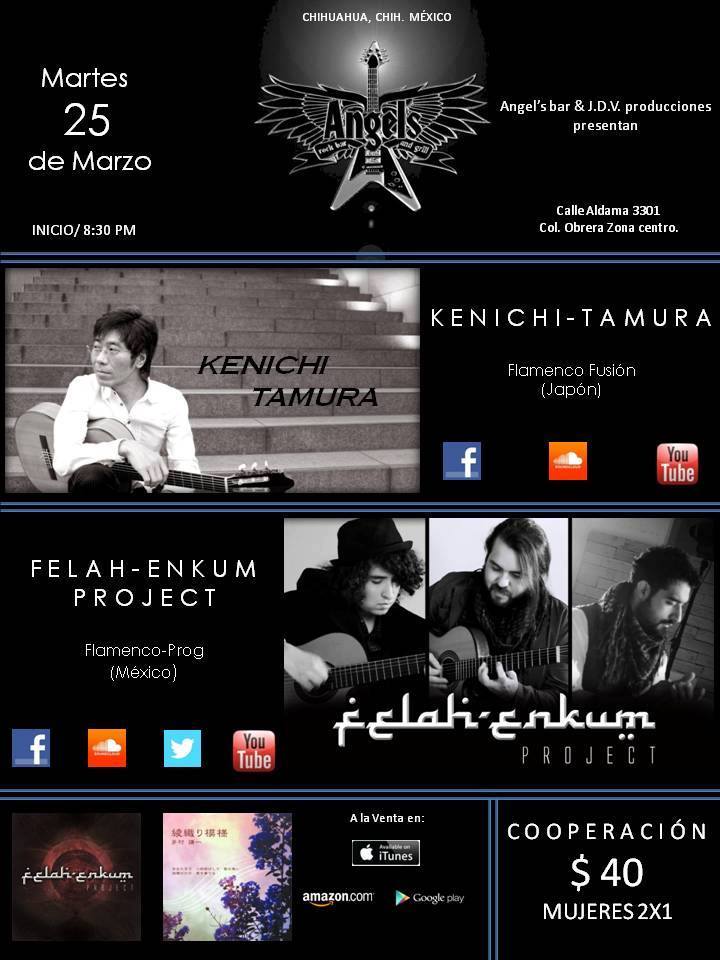 CHIHUAHUA, CHIH. MÉXICO
Martes
25
de Marzo
INICIO/ 8:30 PM
Angels
rock bar and grill
Angel's bar & J.D.V. producciones
presentan
Calle Aldama 3301
Col. Obrera Zona centro.
KENICHI
TAMURA
KENICHI-TAMURA
Flamenco Fusión
(Japón)
f
SOUNDCLOUD
You
Tube
FELAH-ENKUM
PROJECT
Flamenco-Prog
(México)
f
SOUNDCLOUD
You
Tube
felah-enkum
PROJECT
felah-enkum
PROJECT
綾織り模様
A la Venta en:
Available on
iTunes
amazon.com
Google play
COOPERACIÓN
$ 40
MUJERES 2X1